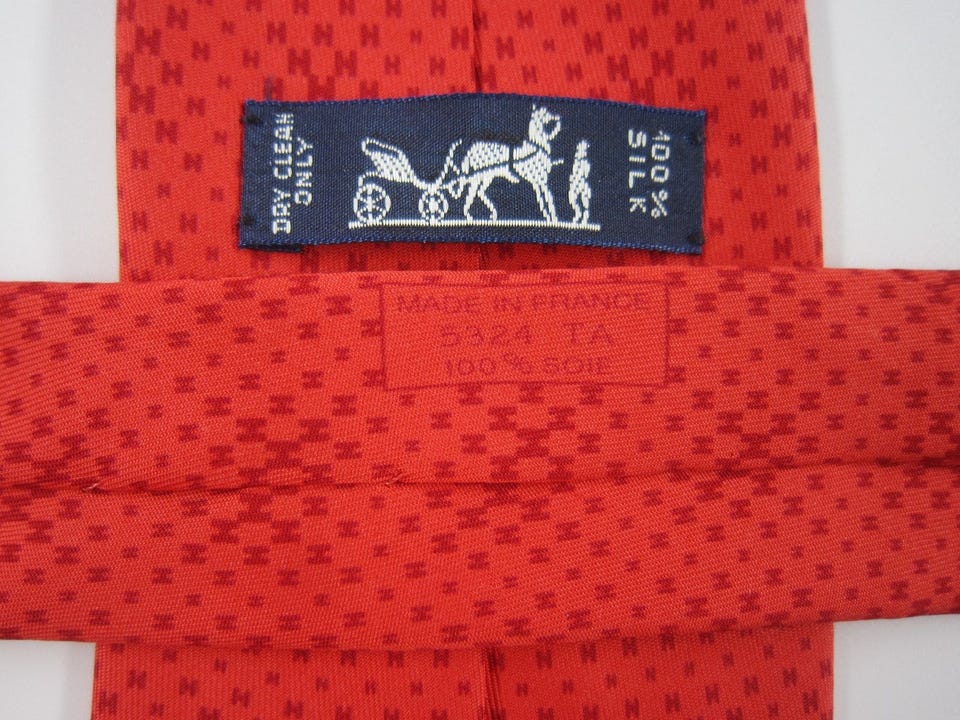 DRY CLEAN
ONLY
100%
SILK
MADE IN FRANCE
5324 TA
100% SOIE